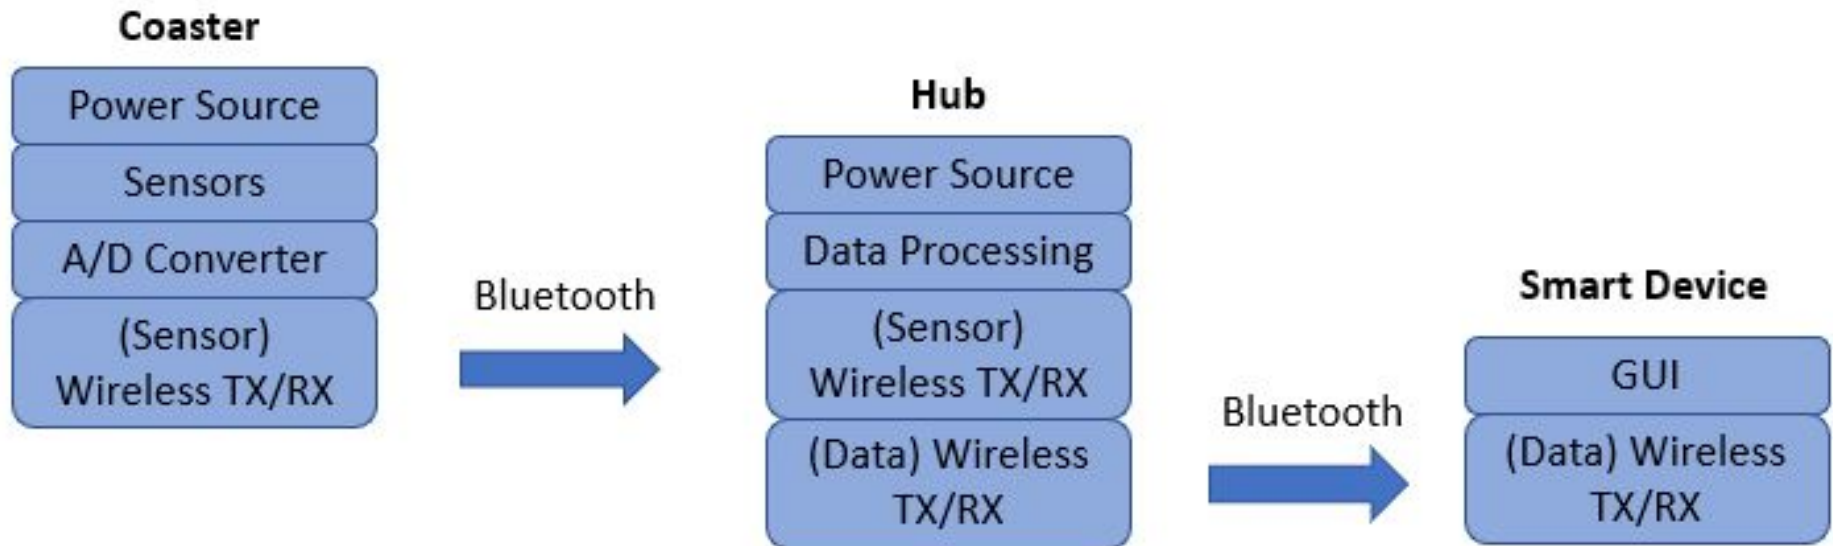 Coaster
Power Source
Sensors
A/D Converter
(Sensor)
Wireless TX/RX
Bluetooth
Hub
Power Source
Data Processing
(Sensor)
Wireless TX/RX
(Data) Wireless
TX/RX
Bluetooth
Smart Device
GUI
(Data) Wireless
TX/RX